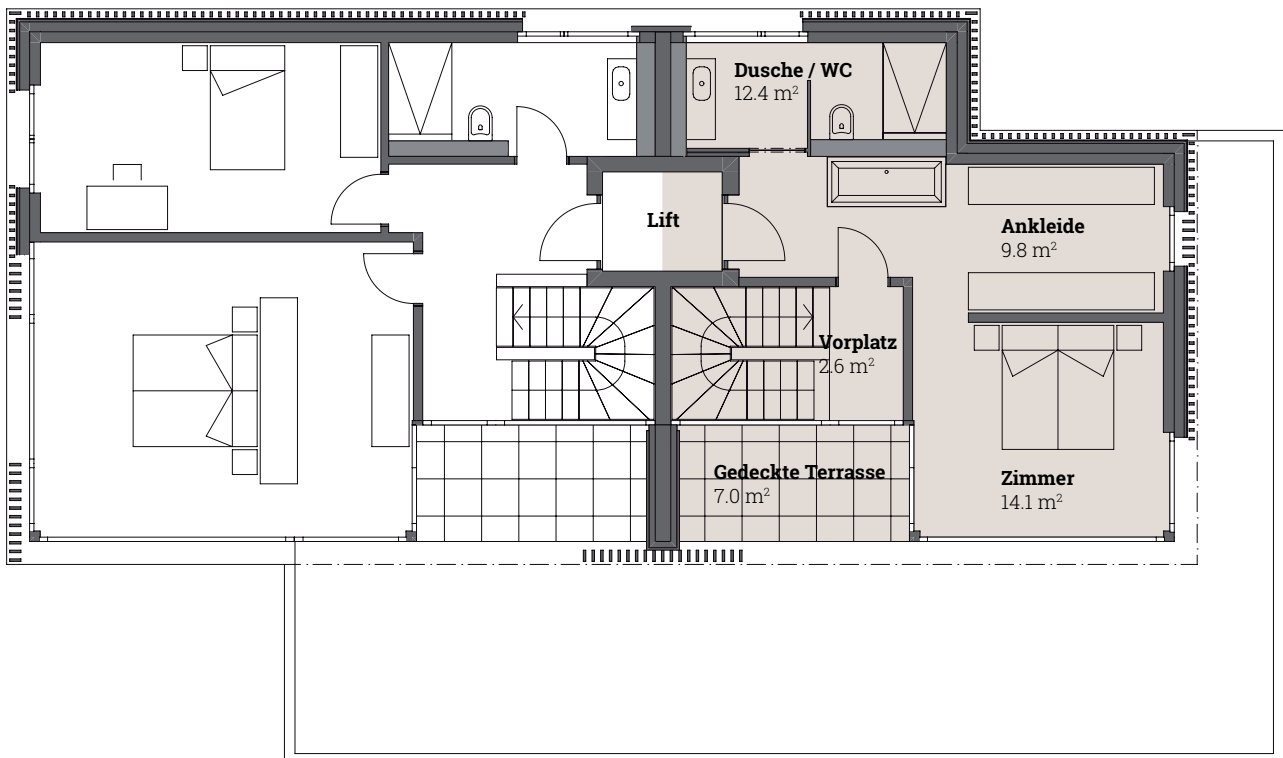 Dusche / WC
12.4 m²
Lift
Ankleide
9.8 m²
Vorplatz
2.6 m²
Gedeckte Terrasse
7.0 m²
Zimmer
14.1 m²